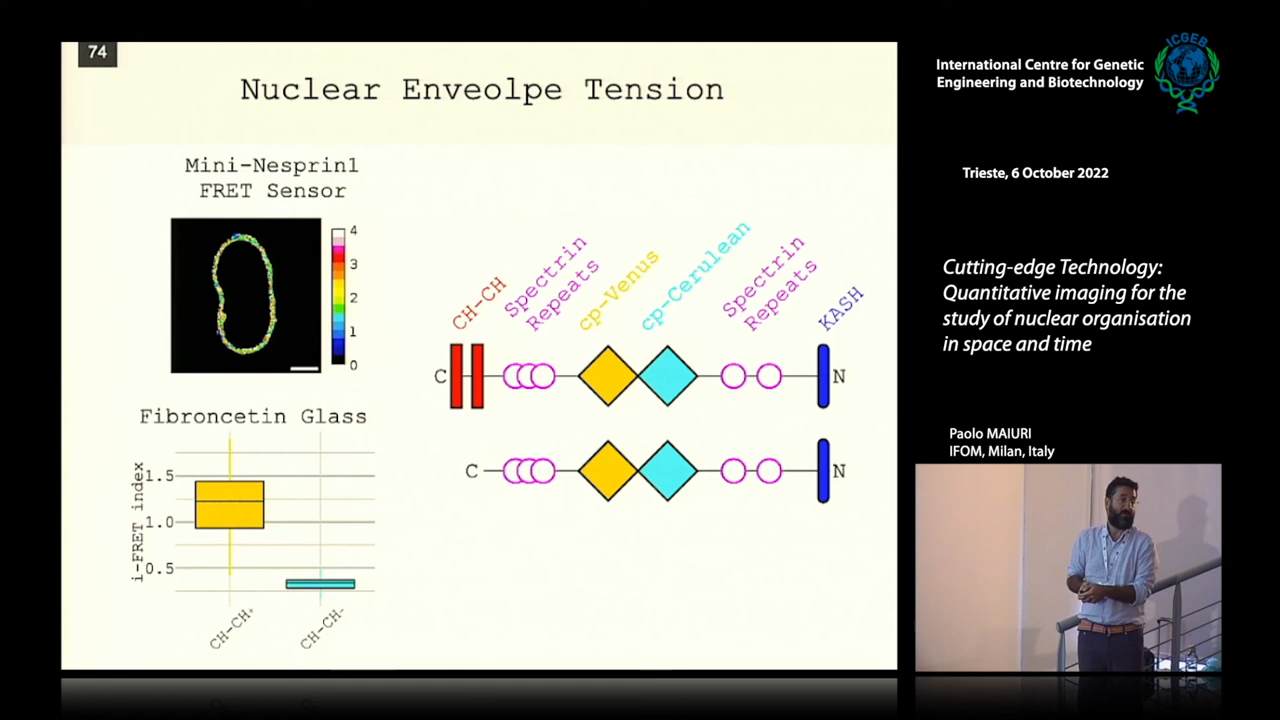 74
Nuclear Enveolpe Tension
Mini-Nesprin1
FRET Sensor
4
3
2
1
0
Fibroncetin Glass
i-FRET index
1.5
1.0
0.5
CH-CH+
CH-CH-
CH-CH
Spectrin
Repeats
cp-Venus
cp-Cerulean
Spectrin
Repeats
KASH
C
N
C
N
International Centre for Genetic
Engineering and Biotechnology
ICGEB
Trieste, 6 October 2022
Cutting-edge Technology:
Quantitative imaging for the
study of nuclear organisation
in space and time
Paolo MAIURI
IFOM, Milan, Italy